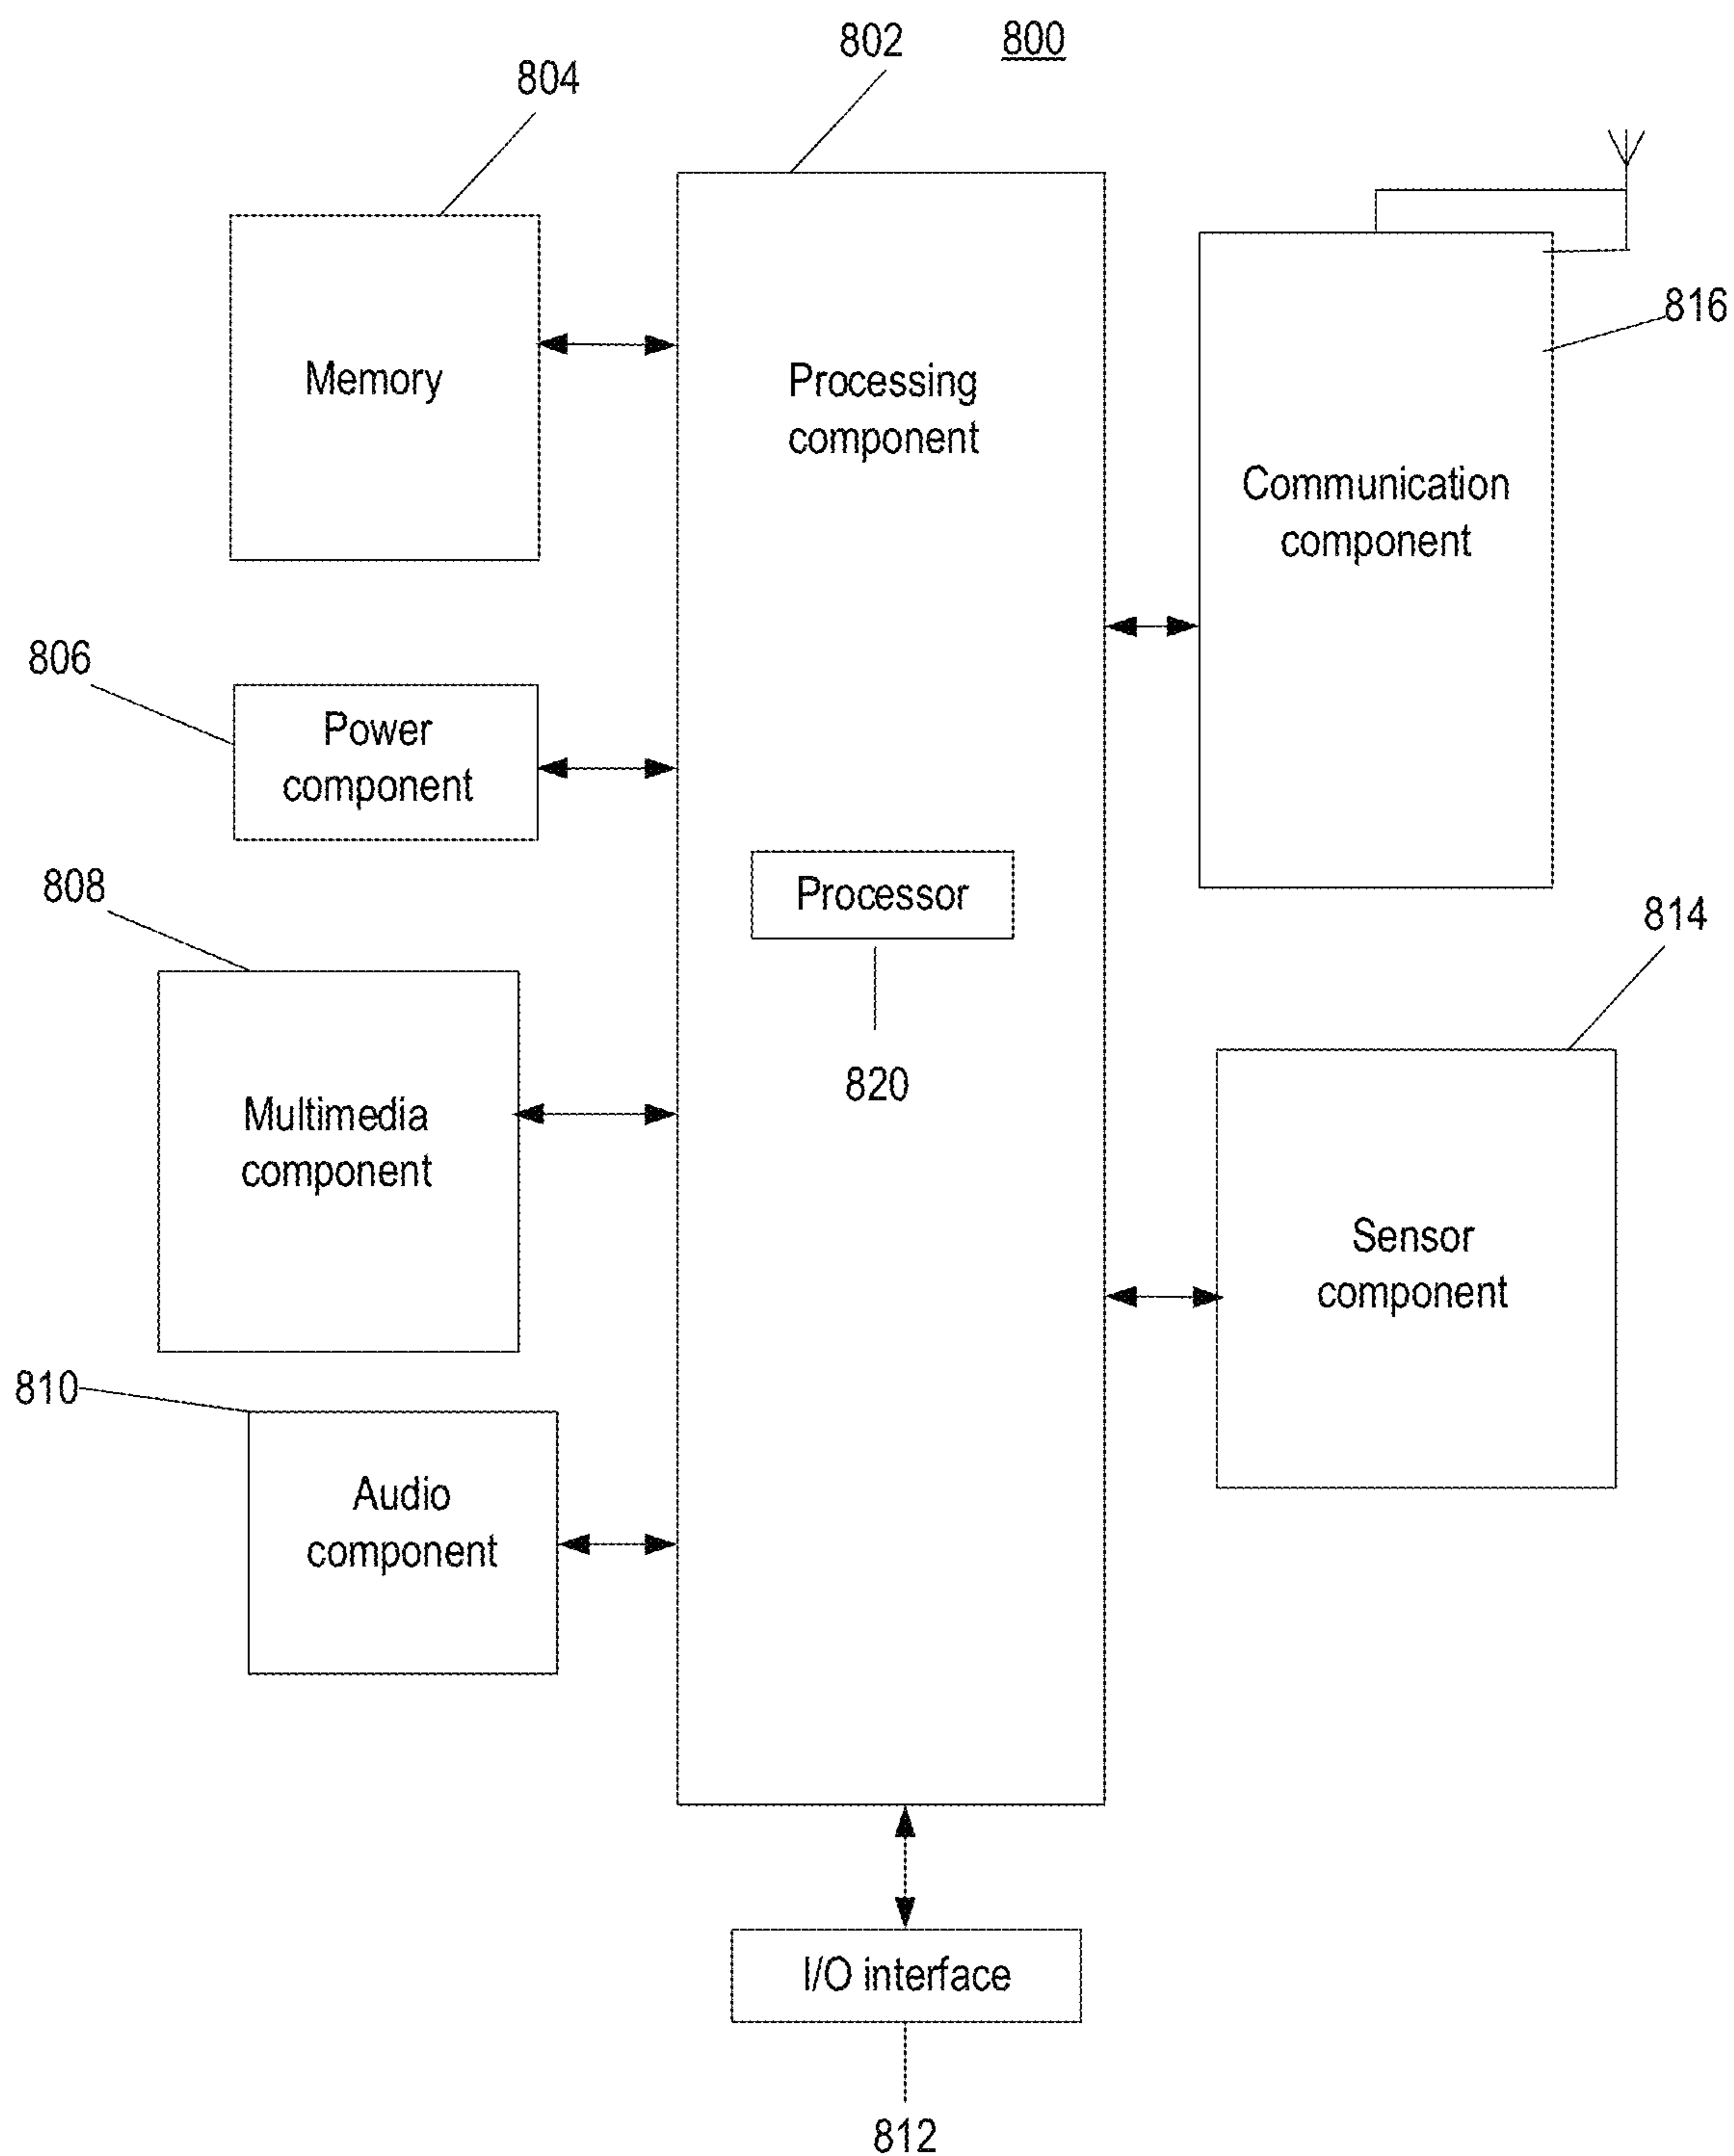 802
800
804
816
Memory
Processing
component
Communication
component
806
Power
component
808
Processor
814
820
Multimedia
component
Sensor
component
810
Audio
component
I/O interface
812